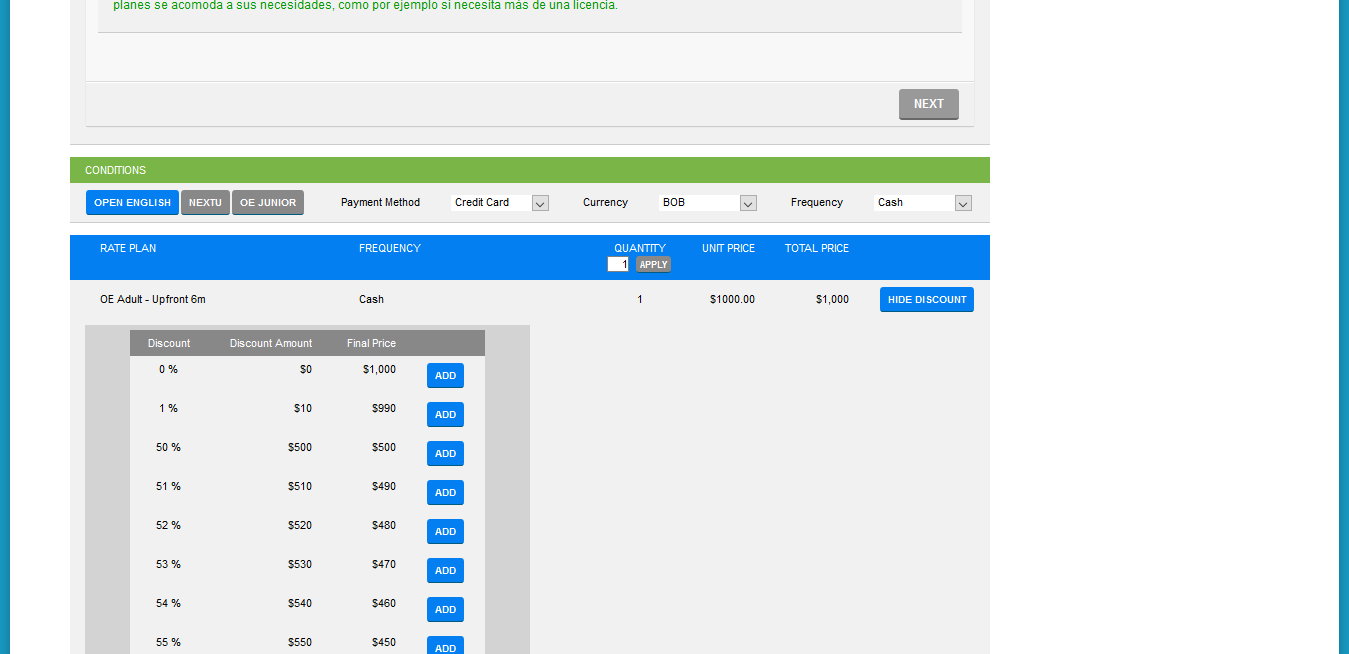 planes se acomoda a sus necesidades, como por ejemplo si necesita más de una licencia.
NEXT
CONDITIONS
OPEN ENGLISH NEXTU OE JUNIOR Payment Method Credit Card Currency BOB Frequency Cash
RATE PLAN FREQUENCY QUANTITY UNIT PRICE TOTAL PRICE
1 APPLY
OE Adult - Upfront 6m Cash 1 $1000.00 $1,000 HIDE DISCOUNT
Discount Discount Amount Final Price
0 % $0 $1,000 ADD
1 % $10 $990 ADD
50 % $500 $500 ADD
51 % $510 $490 ADD
52 % $520 $480 ADD
53 % $530 $470 ADD
54 % $540 $460 ADD
55 % $550 $450 ADD